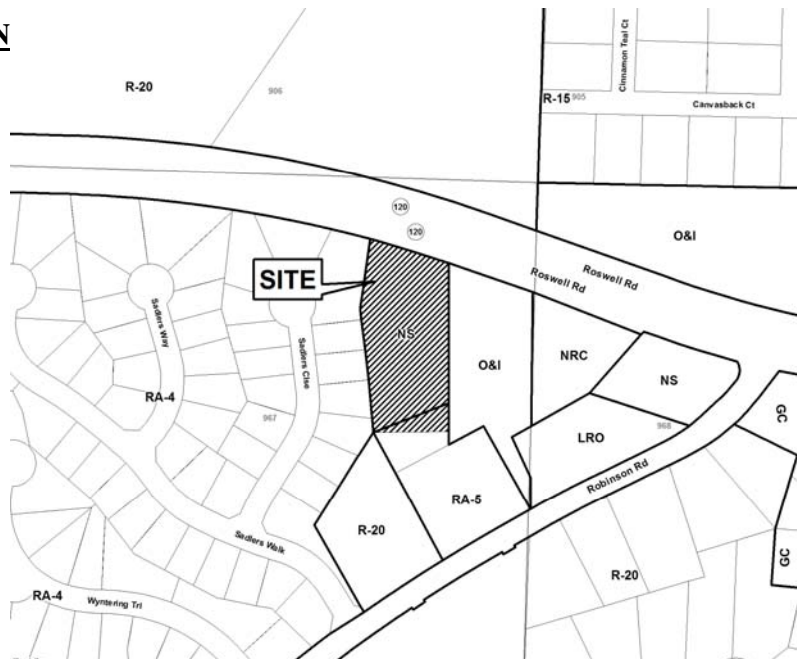 N
R-20
906
Cinnamon Teal Ct
R-15
905
Canvasback Ct
120
120
O&I
Roswell Rd
Roswell Rd
SITE
NS
Sadlers Way
Sadlers Clse
O&I
NRC
NS
RA-4
967
GC
968
LRO
Robinson Rd
RA-5
R-20
Sadlers Walk
R-20
GC
RA-4
Wyntering Trl